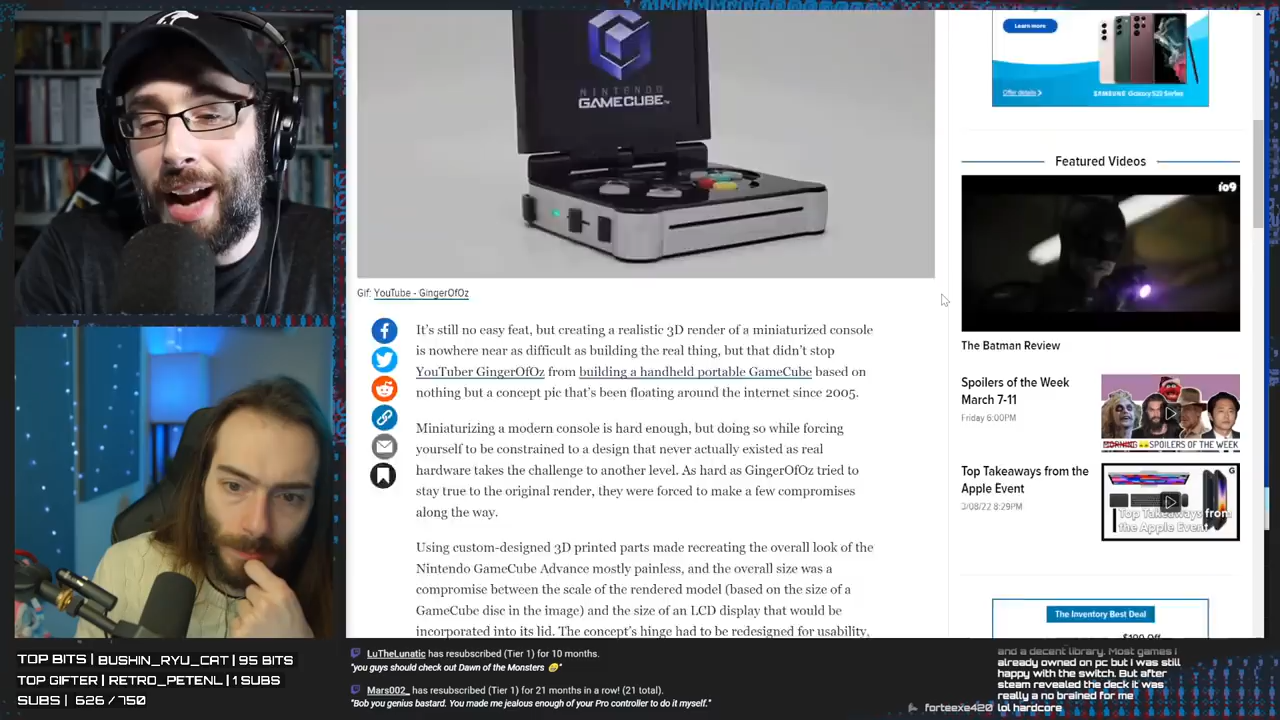 NINTENDO
GAMECUBE™
Gif: YouTube - GingerOfOz
It's still no easy feat, but creating a realistic 3D render of a miniaturized console
is nowhere near as difficult as building the real thing, but that didn't stop
YouTuber GingerOfOz from building a handheld portable GameCube based on
nothing but a concept pic that's been floating around the internet since 2005.
Miniaturizing a modern console is hard enough, but doing so while forcing
yourself to be constrained to a design that never actually existed as real
hardware takes the challenge to another level. As hard as GingerOfOz tried to
stay true to the original render, they were forced to make a few compromises
along the way.
Using custom-designed 3D printed parts made recreating the overall look of the
Nintendo GameCube Advance mostly painless, and the overall size was a
compromise between the scale of the rendered model (based on the size of a
GameCube disc in the image) and the size of an LCD display that would be
incorporated into its lid. The concept's hinge had to be redesigned for usability,
Learn more
Offer details >
SAMSUNG Galaxy S22 Series
Featured Videos
io9
The Batman Review
Spoilers of the Week
March 7-11
Friday 6:00PM
MORNING SPOILERS OF THE WEEK
Top Takeaways from the
Apple Event
3/08/22 8:29PM
G
Top Takeaways from
the Apple Event
The Inventory Best Deal
$100 Off
TOP BITS | BUSHIN_RYU_CAT | 95 BITS
TOP GIFTER | RETRO_PETENL | 1 SUBS
SUBS | 626 / 750
LuTheLunatic has resubscribed (Tier 1) for 10 months.
"you guys should check out Dawn of the Monsters 😅"
Mars002_ has resubscribed (Tier 1) for 21 months in a row! (21 total).
"Bob you genius bastard. You made me jealous enough of your Pro controller to do it myself."
and a decent library. Most games i
already owned on pc but i was still
happy with the switch. But after
steam revealed the deck it was
really a no brained for me
forteexe420 lol hardcore